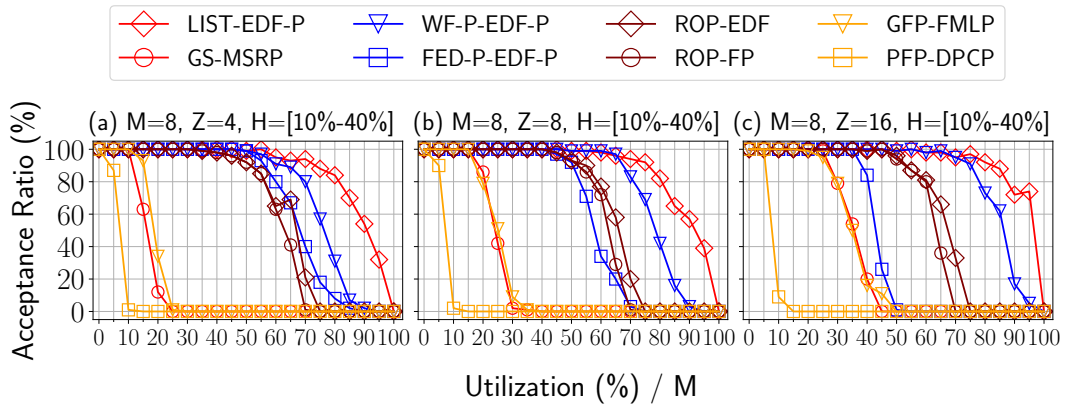 LIST-EDF-P WF-P-EDF-P ROP-EDF GFP-FMLP
GS-MSRP FED-P-EDF-P ROP-FP PFP-DPCP
(a) M=8, Z=4, H=[10%-40%] (b) M=8, Z=8, H=[10%-40%] (c) M=8, Z=16, H=[10%-40%]
Acceptance Ratio (%)
100
80
60
40
20
0
0 10 20 30 40 50 60 70 80 90 100 0 10 20 30 40 50 60 70 80 90 100 0 10 20 30 40 50 60 70 80 90 100
Utilization (%) / M